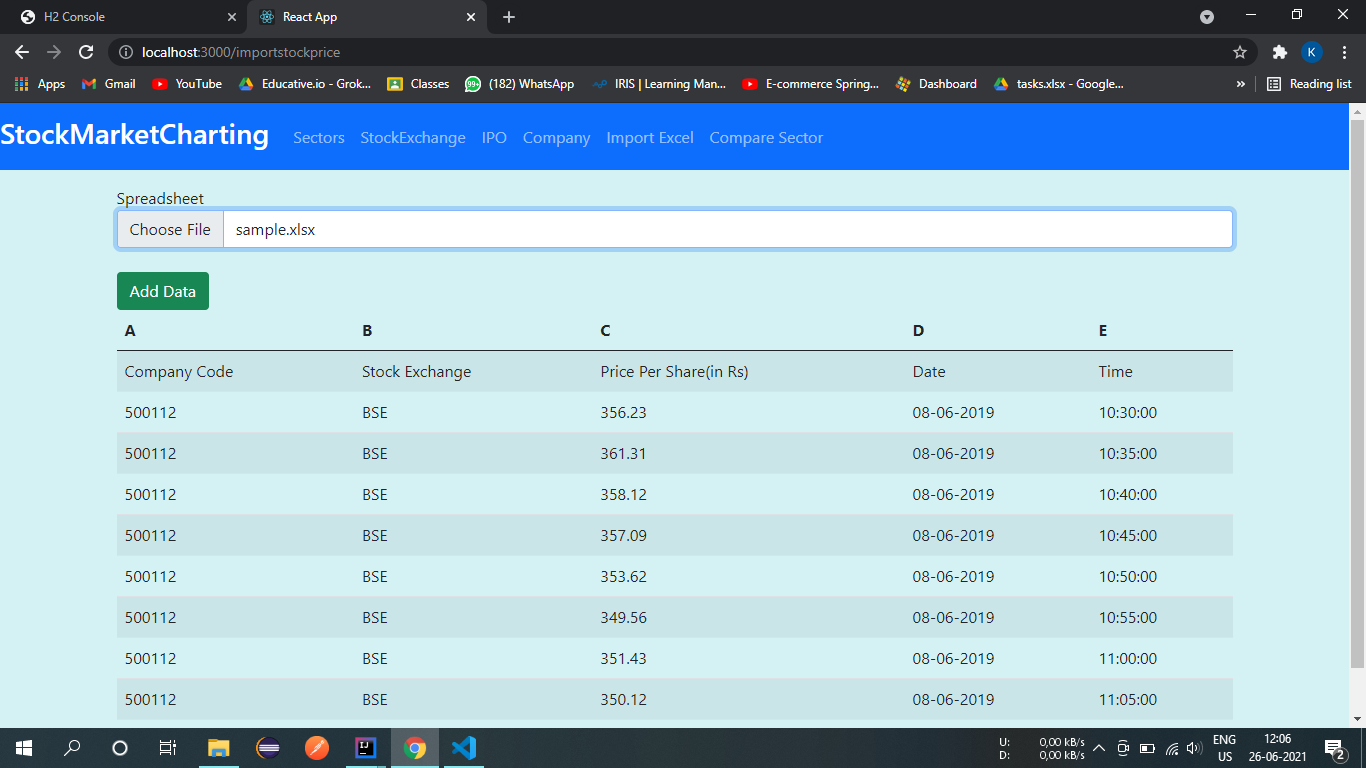 H2 Console
React App
localhost:3000/importstockprice
K
Apps Gmail YouTube Educative.io - Grok... Classes 99+ (182) WhatsApp IRIS | Learning Man... E-commerce Spring... Dashboard tasks.xlsx - Google... » Reading list
StockMarketCharting Sectors StockExchange IPO Company Import Excel Compare Sector
Spreadsheet
Choose File sample.xlsx
Add Data
A B C D E
Company Code Stock Exchange Price Per Share(in Rs) Date Time
500112 BSE 356.23 08-06-2019 10:30:00
500112 BSE 361.31 08-06-2019 10:35:00
500112 BSE 358.12 08-06-2019 10:40:00
500112 BSE 357.09 08-06-2019 10:45:00
500112 BSE 353.62 08-06-2019 10:50:00
500112 BSE 349.56 08-06-2019 10:55:00
500112 BSE 351.43 08-06-2019 11:00:00
500112 BSE 350.12 08-06-2019 11:05:00
IJ
U: 0,00 kB/s
D: 0,00 kB/s
ENG
US
12:06
26-06-2021
2